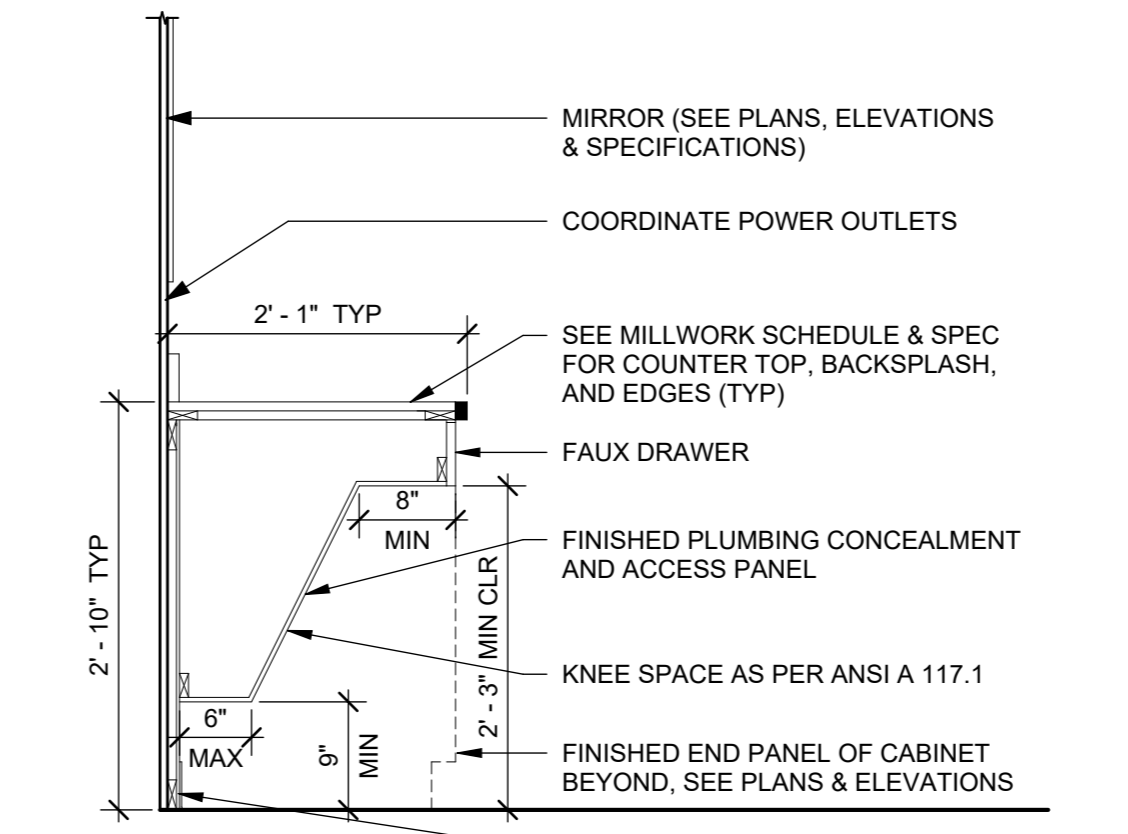 MIRROR (SEE PLANS, ELEVATIONS
& SPECIFICATIONS)
COORDINATE POWER OUTLETS
2' - 1" TYP
SEE MILLWORK SCHEDULE & SPEC
FOR COUNTER TOP, BACKSPLASH,
AND EDGES (TYP)
FAUX DRAWER
8"
MIN
FINISHED PLUMBING CONCEALMENT
AND ACCESS PANEL
2' - 10" TYP
2' - 3" MIN CLR
KNEE SPACE AS PER ANSI A 117.1
6"
MAX
9"
MIN
FINISHED END PANEL OF CABINET
BEYOND, SEE PLANS & ELEVATIONS